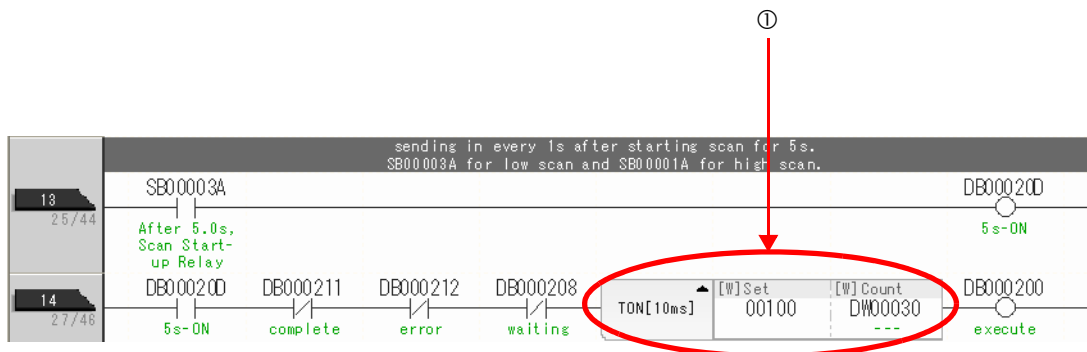 ①
sending in every 1s after starting scan for 5s.
SB00003A for low scan and SB00001A for high scan.
13
25/44
SB00003A
After 5.0s,
Scan Start-
up Relay
DB00020D
5s-ON
14
27/46
DB00020D
5s-ON
DB000211
complete
DB000212
error
DB000208
waiting
TON[10ms]
[W]Set
00100
[W]Count
DW00030
---
DB000200
execute